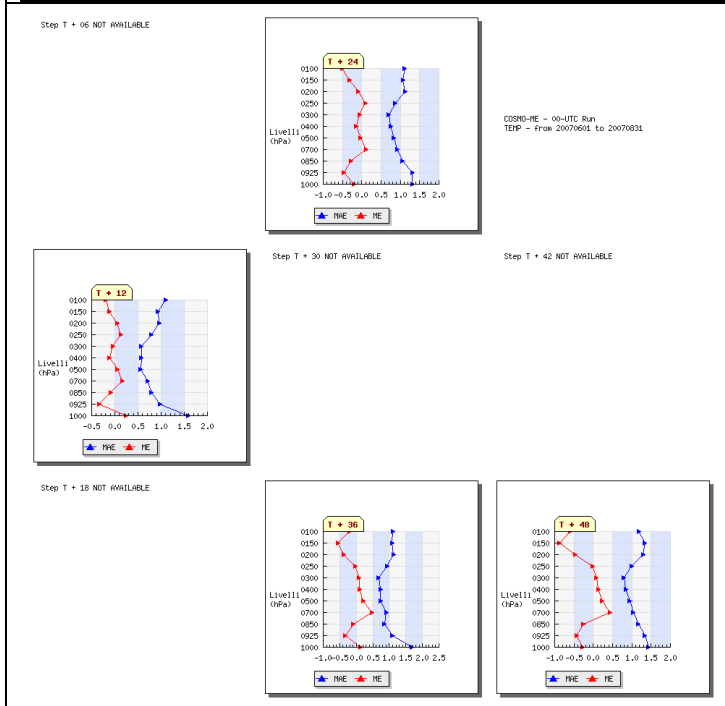 Step T + 06 NOT AVAILABLE
T + 24
0100
0150
0200
0250
0300
0400
0500
0700
0850
0925
1000
Livelli
(hPa)
-1.0 -0.5 0.0 0.5 1.0 1.5 2.0
MAE ME
COSMO-ME - 00-UTC Run
TEMP - from 20070601 to 20070831
T + 12
0100
0150
0200
0250
0300
0400
0500
0700
0850
0925
1000
Livelli
(hPa)
-0.5 0.0 0.5 1.0 1.5 2.0
MAE ME
Step T + 30 NOT AVAILABLE
Step T + 42 NOT AVAILABLE
Step T + 18 NOT AVAILABLE
T + 36
0100
0150
0200
0250
0300
0400
0500
0700
0850
0925
1000
Livelli
(hPa)
-1.0 -0.5 0.0 0.5 1.0 1.5 2.0 2.5
MAE ME
T + 48
0100
0150
0200
0250
0300
0400
0500
0700
0850
0925
1000
Livelli
(hPa)
-1.0 -0.5 0.0 0.5 1.0 1.5 2.0
MAE ME